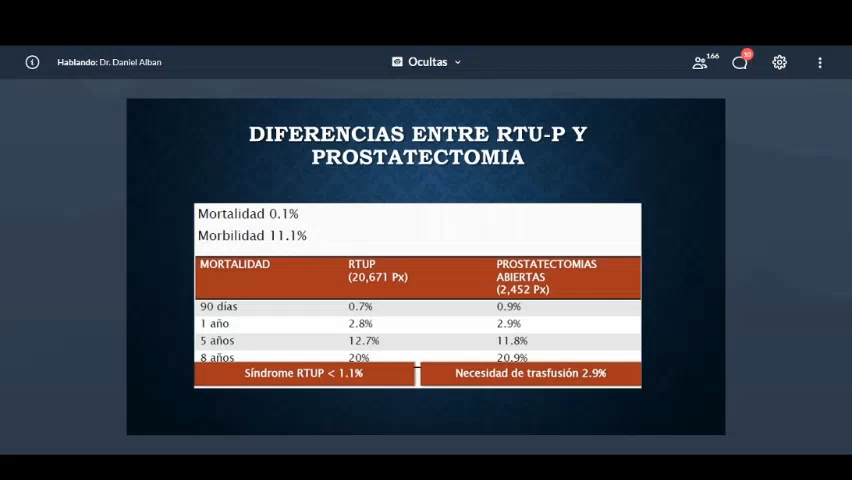 Hablando: Dr. Daniel Alban
Ocultas
166
10
DIFERENCIAS ENTRE RTU-P Y
PROSTATECTOMIA
Mortalidad 0.1%
Morbilidad 11.1%
MORTALIDAD RTUP (20,671 Px) PROSTATECTOMIAS ABIERTAS (2,452 Px)
90 días 0.7% 0.9%
1 año 2.8% 2.9%
5 años 12.7% 11.8%
8 años 20% 20.9%
Síndrome RTUP < 1.1% Necesidad de trasfusión 2.9%